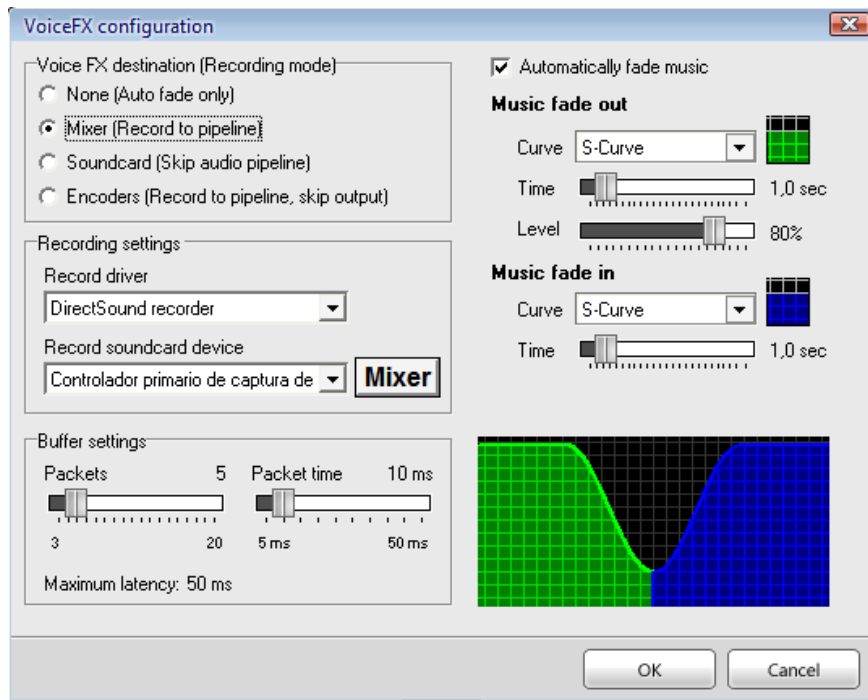 VoiceFX configuration
Voice FX destination (Recording mode)
None (Auto fade only)
Mixer (Record to pipeline)
Soundcard (Skip audio pipeline)
Encoders (Record to pipeline, skip output)
Recording settings
Record driver
DirectSound recorder
Record soundcard device
Controlador primario de captura de
Mixer
Buffer settings
Packets 5
3 20
Packet time 10 ms
5 ms 50 ms
Maximum latency: 50 ms
Automatically fade music
Music fade out
Curve S-Curve
Time 1,0 sec
Level 80%
Music fade in
Curve S-Curve
Time 1,0 sec
OK
Cancel